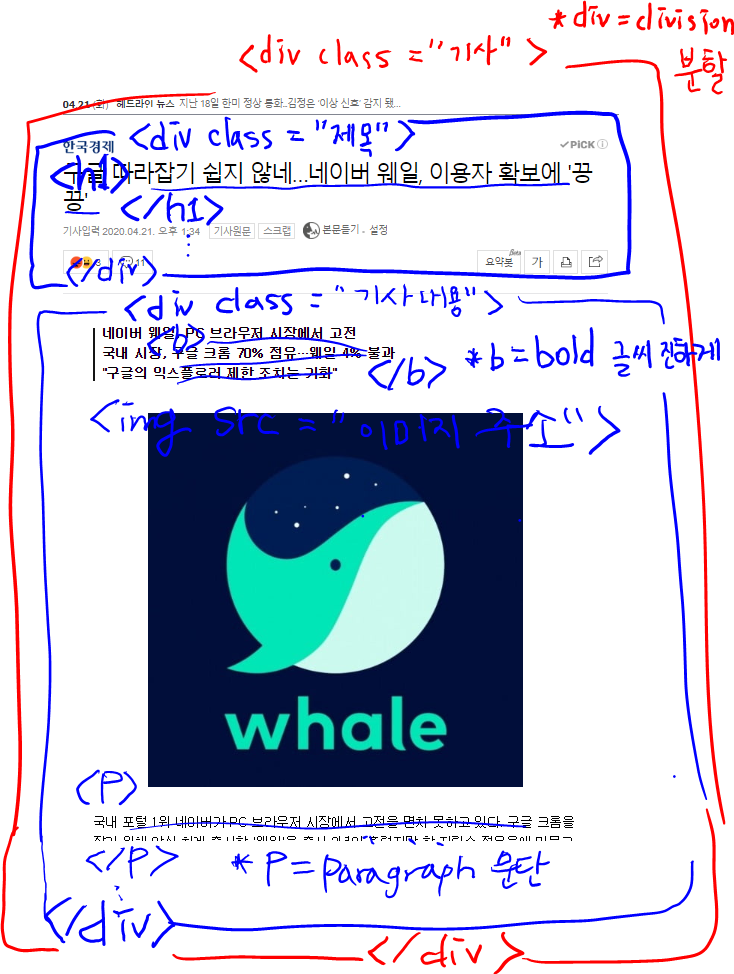 *div = division
분할
<div class = "기사" >
04.21 (화) 헤드라인 뉴스 지난 18일 한미 정상 통화..김정은 '이상 신호' 감지 됐...
<div class = "제목">
한국경제
PiCK
<h1>
구글 따라잡기 쉽지 않네…네이버 웨일, 이용자 확보에 '끙
끙'
</h1>
기사입력 2020.04.21. 오후 1:34 기사원문 스크랩 본문듣기 · 설정
3 11
요약봇 Beta 가
</div>
<div class = "기사내용">
네이버 웨일, PC 브라우저 시장에서 고전
<b>
국내 시장, 구글 크롬 70% 점유…웨일 4% 불과
"구글의 익스플로러 제한 조치는 기회"
</b>
*b = bold 글씨 진하게
<img src = "이미지 주소">
whale
<P>
국내 포털 1위 네이버가 PC 브라우저 시장에서 고전을 면치 못하고 있다. 구글 크롬을
</P>
*P = paragraph 문단
</div>
</div>